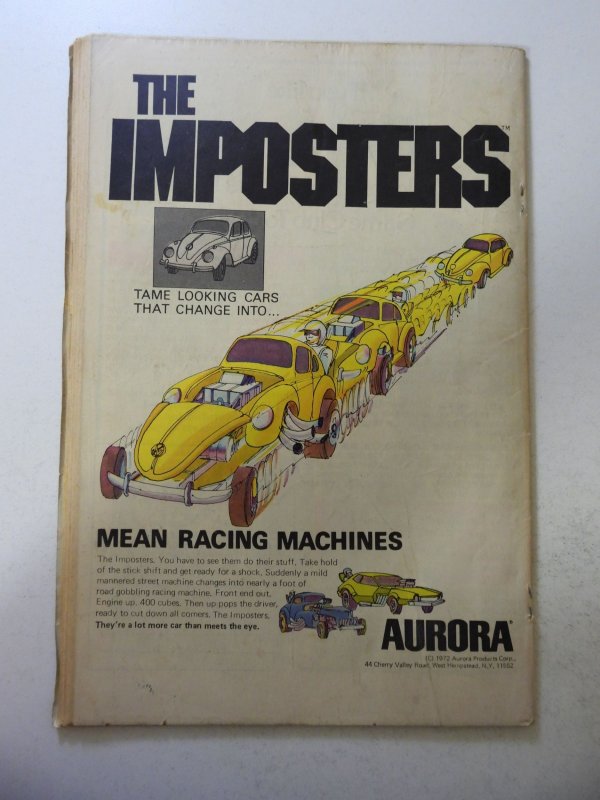 THE
IMPOSTERS™
TAME LOOKING CARS
THAT CHANGE INTO...
MEAN RACING MACHINES
The Imposters. You have to see them do their stuff. Take hold
of the stick shift and get ready for a shock. Suddenly a mild
mannered street machine changes into nearly a foot of
road gobbling racing machine. Front end out.
Engine up. 400 cubes. Then up pops the driver,
ready to cut down all corners. The Imposters.
They're a lot more car than meets the eye.
AURORA®
(C) 1972 Aurora Products Corp.,
44 Cherry Valley Road, West Hempstead, N.Y. 11552